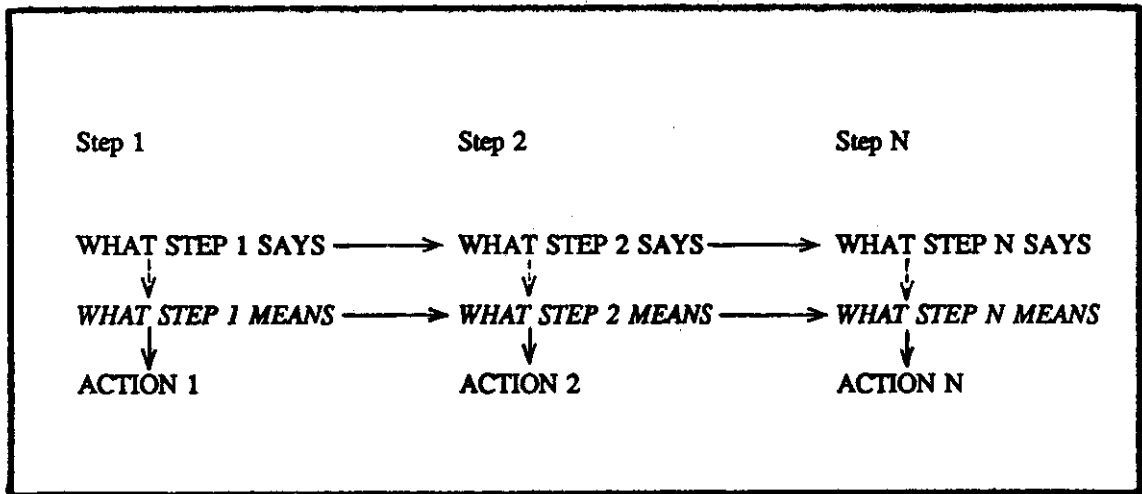 Step 1 Step 2 Step N
WHAT STEP 1 SAYS WHAT STEP 2 SAYS WHAT STEP N SAYS
WHAT STEP 1 MEANS WHAT STEP 2 MEANS WHAT STEP N MEANS
ACTION 1 ACTION 2 ACTION N